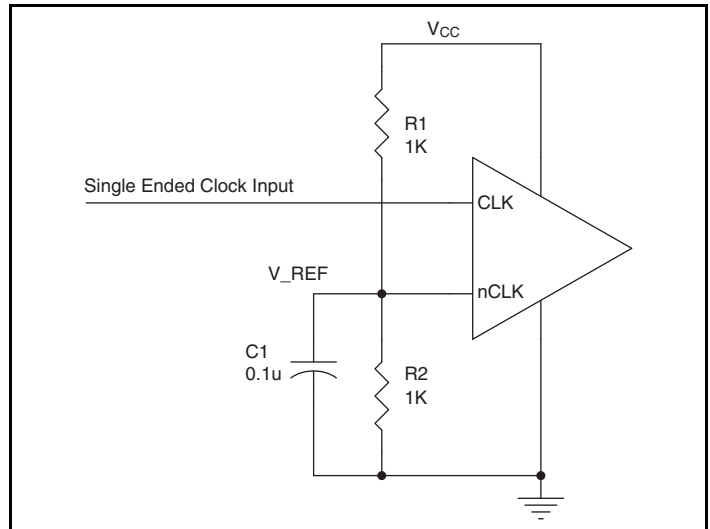 VCC
R1
1K
Single Ended Clock Input
CLK
V_REF
nCLK
C1
0.1u
R2
1K